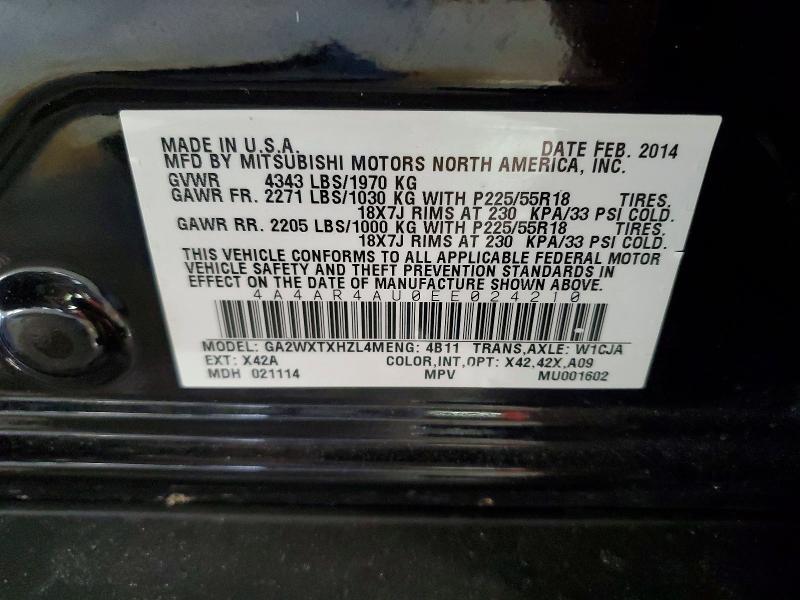 MADE IN U.S.A. DATE FEB. 2014
MFD BY MITSUBISHI MOTORS NORTH AMERICA, INC.
GVWR 4343 LBS/1970 KG
GAWR FR. 2271 LBS/1030 KG WITH P225/55R18 TIRES.
18X7J RIMS AT 230 KPA/33 PSI COLD.
GAWR RR. 2205 LBS/1000 KG WITH P225/55R18 TIRES.
18X7J RIMS AT 230 KPA/33 PSI COLD.
THIS VEHICLE CONFORMS TO ALL APPLICABLE FEDERAL MOTOR
VEHICLE SAFETY AND THEFT PREVENTION STANDARDS IN
EFFECT ON THE DATE OF MANUFACTURE SHOWN ABOVE.
4A4AR4AU0EE024210
MODEL: GA2WXTXHZL4MENG: 4B11 TRANS,AXLE: W1CJA
EXT: X42A COLOR,INT,OPT: X42,42X,A09
MDH 021114 MPV MU001602